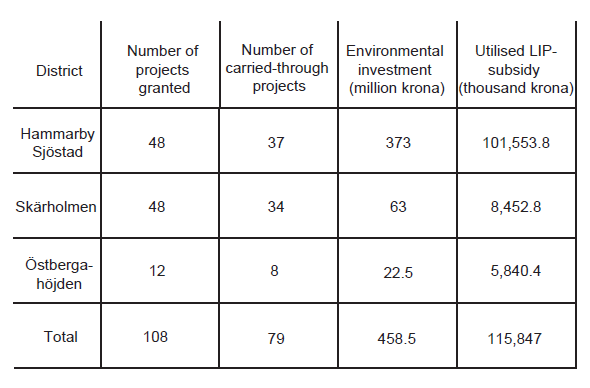 District
Number of
projects
granted
Number of
carried-through
projects
Environmental
investment
(million krona)
Utilised LIP-
subsidy
(thousand krona)
Hammarby
Sjöstad
48
37
373
101,553.8
Skärholmen
48
34
63
8,452.8
Östberga-
höjden
12
8
22.5
5,840.4
Total
108
79
458.5
115,847